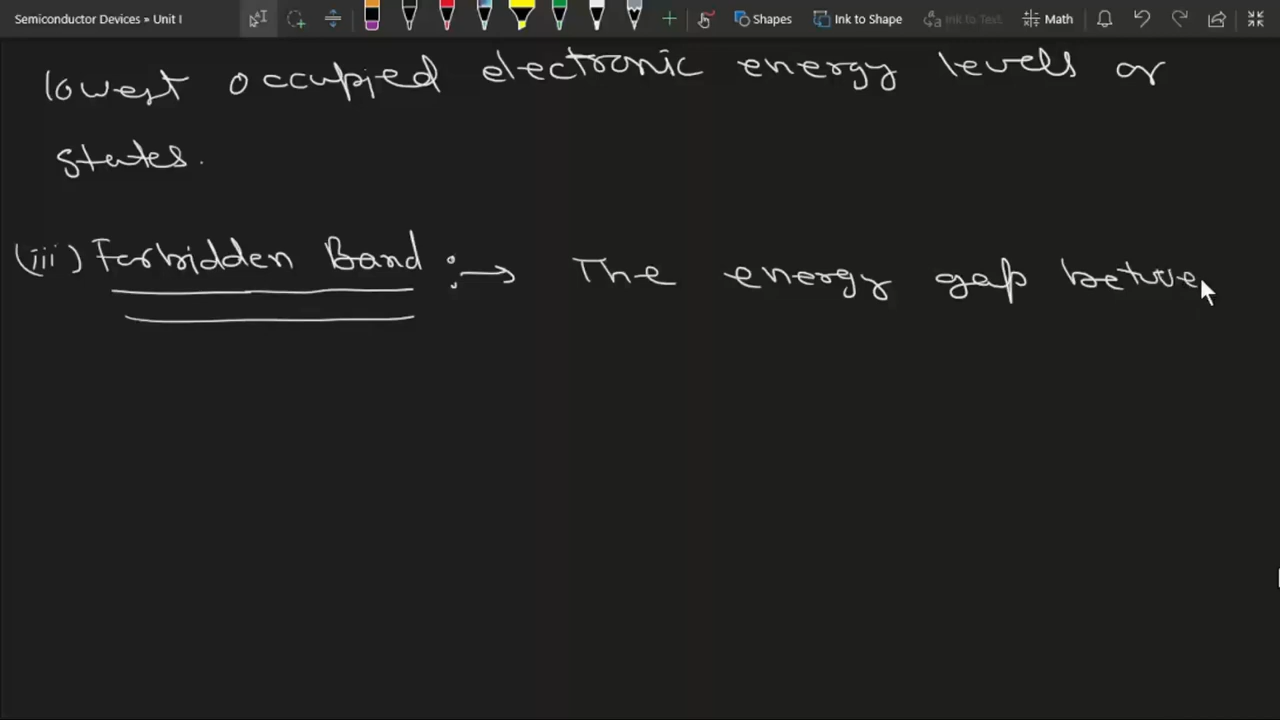 Semiconductor Devices » Unit I
Shapes
Ink to Shape
Ink to Text
Math
lowest occupied electronic energy levels or
states.
(iii) Forbidden Band :→ The energy gap betwe